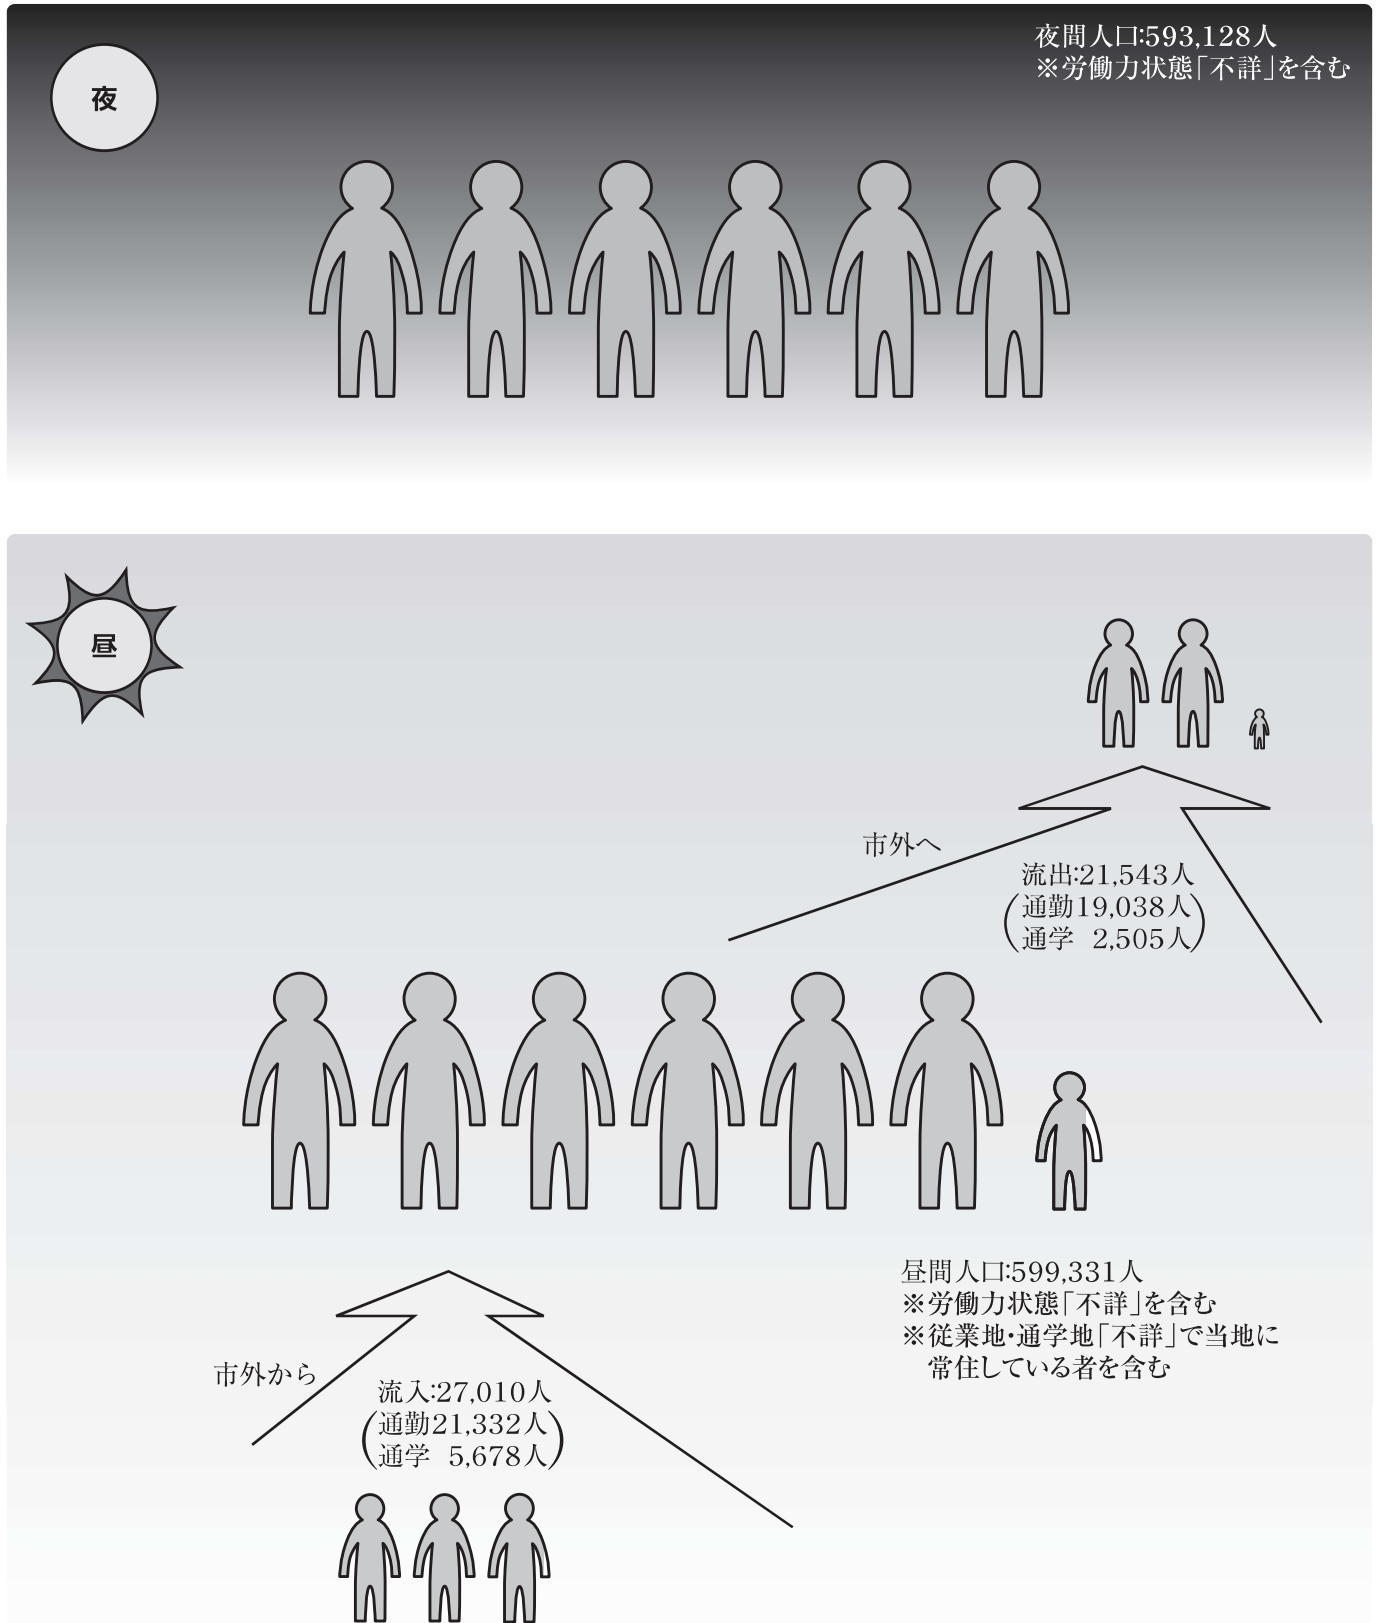 夜
夜間人口:593,128人
※労働力状態「不詳」を含む
昼
市外へ
流出:21,543人
(通勤19,038人
通学 2,505人)
昼間人口:599,331人
※労働力状態「不詳」を含む
※従業地・通学地「不詳」で当地に
常住している者を含む
市外から
流入:27,010人
(通勤21,332人
通学 5,678人)